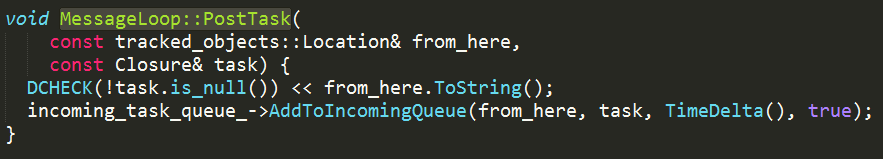 void MessageLoop::PostTask(
    const tracked_objects::Location& from_here,
    const Closure& task) {
  DCHECK(!task.is_null()) << from_here.ToString();
  incoming_task_queue_->AddToIncomingQueue(from_here, task, TimeDelta(), true);
}